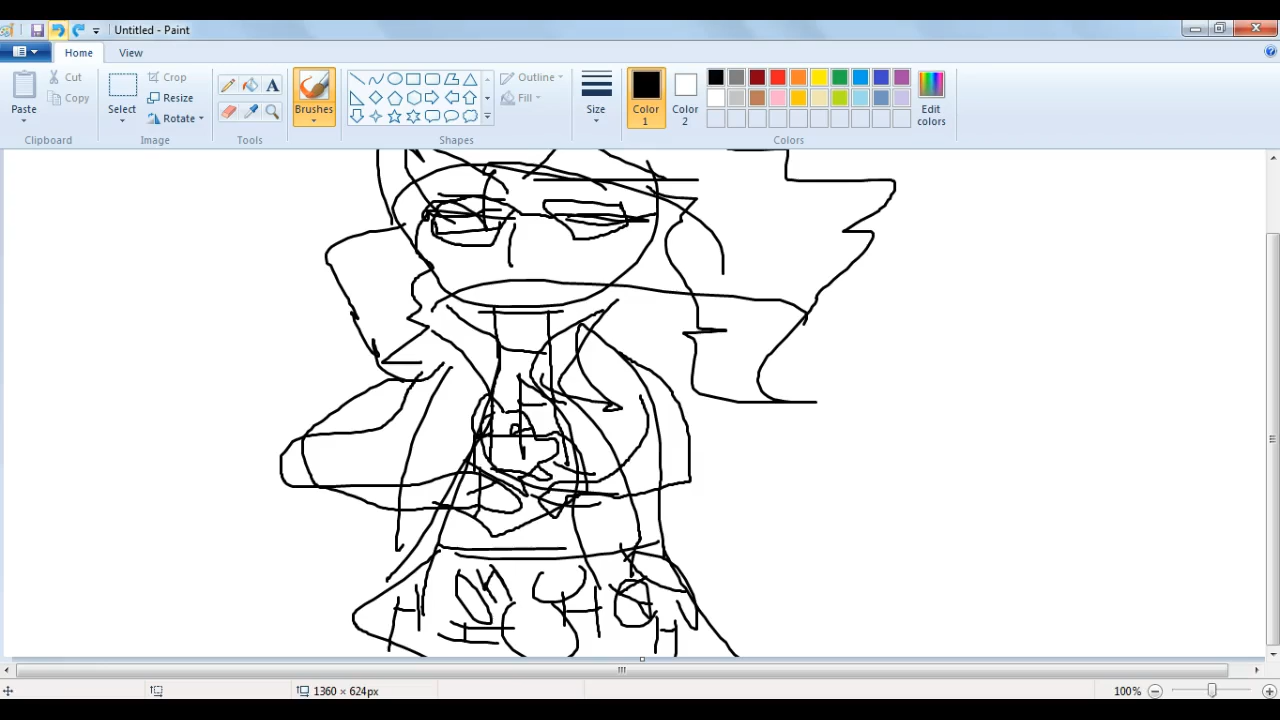 Untitled - Paint
Home View
Paste
Cut
Copy
Clipboard
Select
Crop
Resize
Rotate
Image
A
Tools
Brushes
Outline
Fill
Shapes
Size
Color 1
Color 2
Edit colors
Colors
1360 × 624px
100%